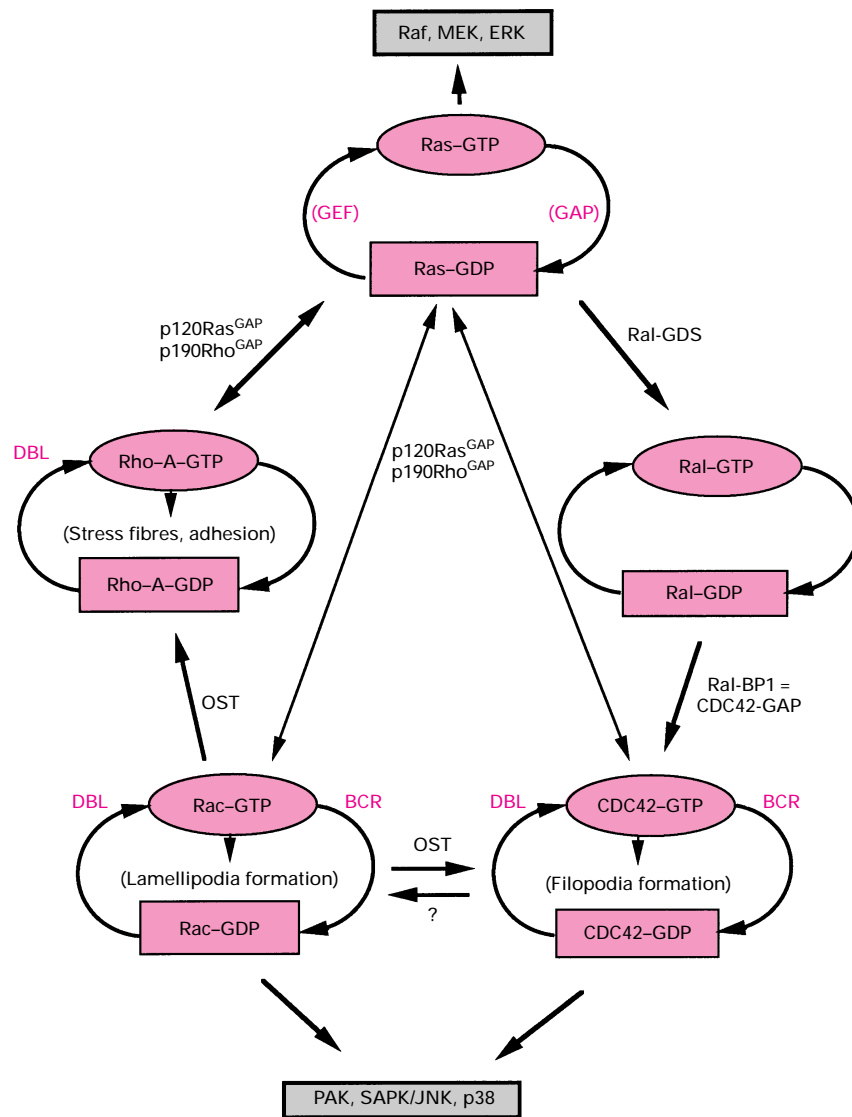 Raf, MEK, ERK
Ras–GTP
(GEF)
(GAP)
Ras–GDP
p120Ras^GAP
p190Rho^GAP
Ral-GDS
p120Ras^GAP
p190Rho^GAP
DBL
Rho–A–GTP
(Stress fibres, adhesion)
Rho–A–GDP
Ral–GTP
Ral–GDP
OST
Ral-BP1 =
CDC42-GAP
DBL
Rac–GTP
BCR
(Lamellipodia formation)
Rac–GDP
OST
?
DBL
CDC42–GTP
BCR
(Filopodia formation)
CDC42–GDP
PAK, SAPK/JNK, p38